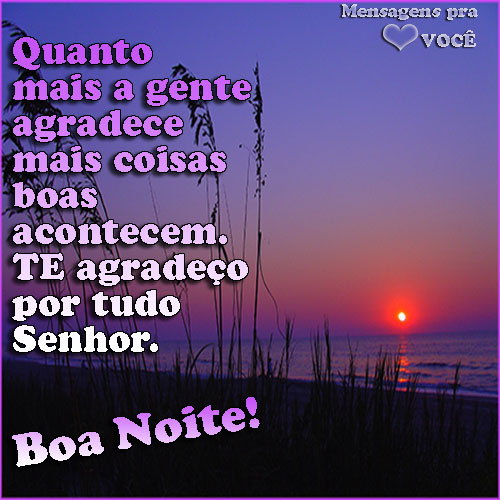 Mensagens pra
VOCÊ
Quanto
mais a gente
agradece
mais coisas
boas
acontecem.
TE agradeço
por tudo
Senhor.
Boa Noite!